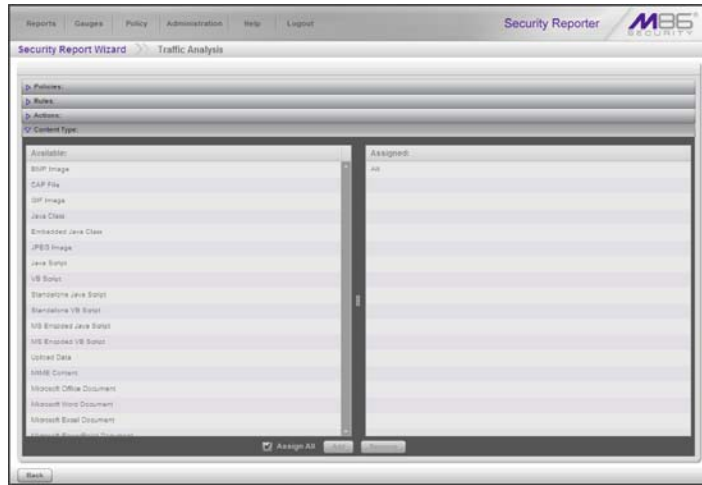 Reports Gauges Policy Administration Help Logout
Security Reporter
M86 SECURITY
Security Report Wizard Traffic Analysis
Policies:
Rules:
Actions:
Content Type:
Available:
Assigned:
BMP Image
All
CAP File
GIF Image
Java Class
Embedded Java Class
JPEG Image
Java Script
VB Script
Standalone Java Script
Standalone VB Script
MS Encoded Java Script
MS Encoded VB Script
Upload Data
MIME Content
Microsoft Office Document
Microsoft Word Document
Microsoft Excel Document
Microsoft PowerPoint Document
Assign All Add Remove
Back